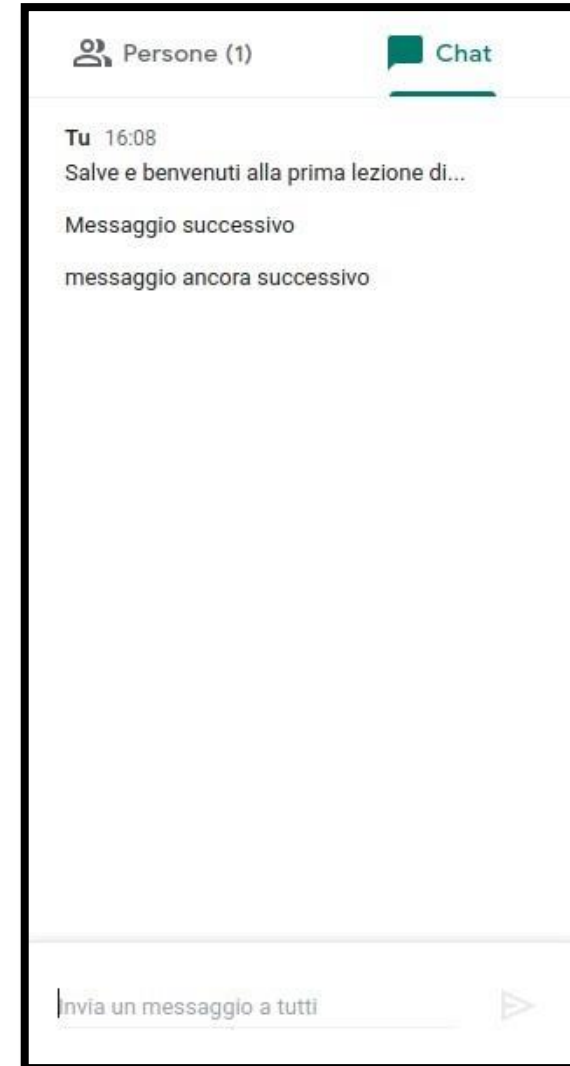 Persone (1)
Chat
Tu 16:08
Salve e benvenuti alla prima lezione di...
Messaggio successivo
messaggio ancora successivo
Invia un messaggio a tutti